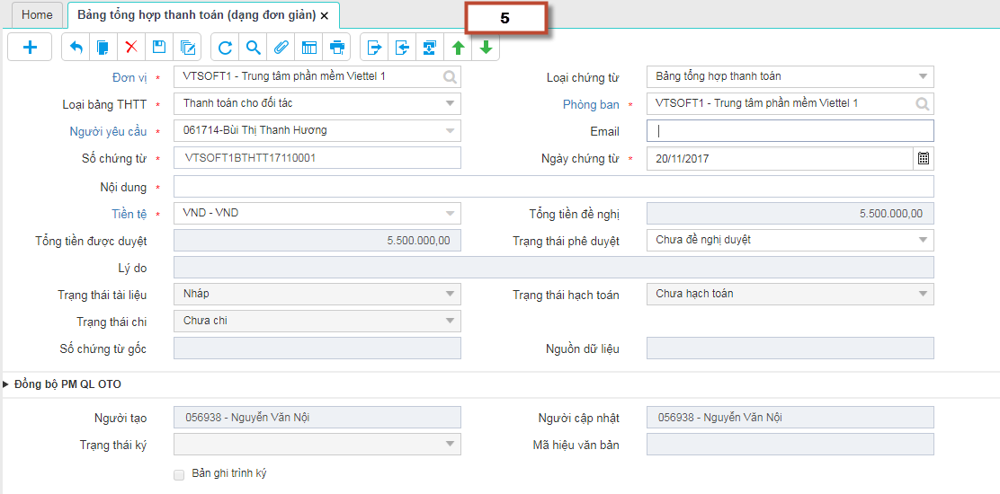 Home Bảng tổng hợp thanh toán (dạng đơn giản) 5
Đơn vị * VTSOFT1 - Trung tâm phần mềm Viettel 1 Loại chứng từ Bảng tổng hợp thanh toán
Loại bảng THTT * Thanh toán cho đối tác Phòng ban * VTSOFT1 - Trung tâm phần mềm Viettel 1
Người yêu cầu * 061714-Bùi Thị Thanh Hương Email
Số chứng từ * VTSOFT1BTHTT17110001 Ngày chứng từ * 20/11/2017
Nội dung *
Tiền tệ * VND - VND Tổng tiền đề nghị 5.500.000,00
Tổng tiền được duyệt 5.500.000,00 Trạng thái phê duyệt Chưa đề nghị duyệt
Lý do
Trạng thái tài liệu Nháp Trạng thái hạch toán Chưa hạch toán
Trạng thái chi Chưa chi
Số chứng từ gốc Nguồn dữ liệu
Đồng bộ PM QL OTO
Người tạo 056938 - Nguyễn Văn Nội Người cập nhật 056938 - Nguyễn Văn Nội
Trạng thái ký Mã hiệu văn bản
Bản ghi trình ký